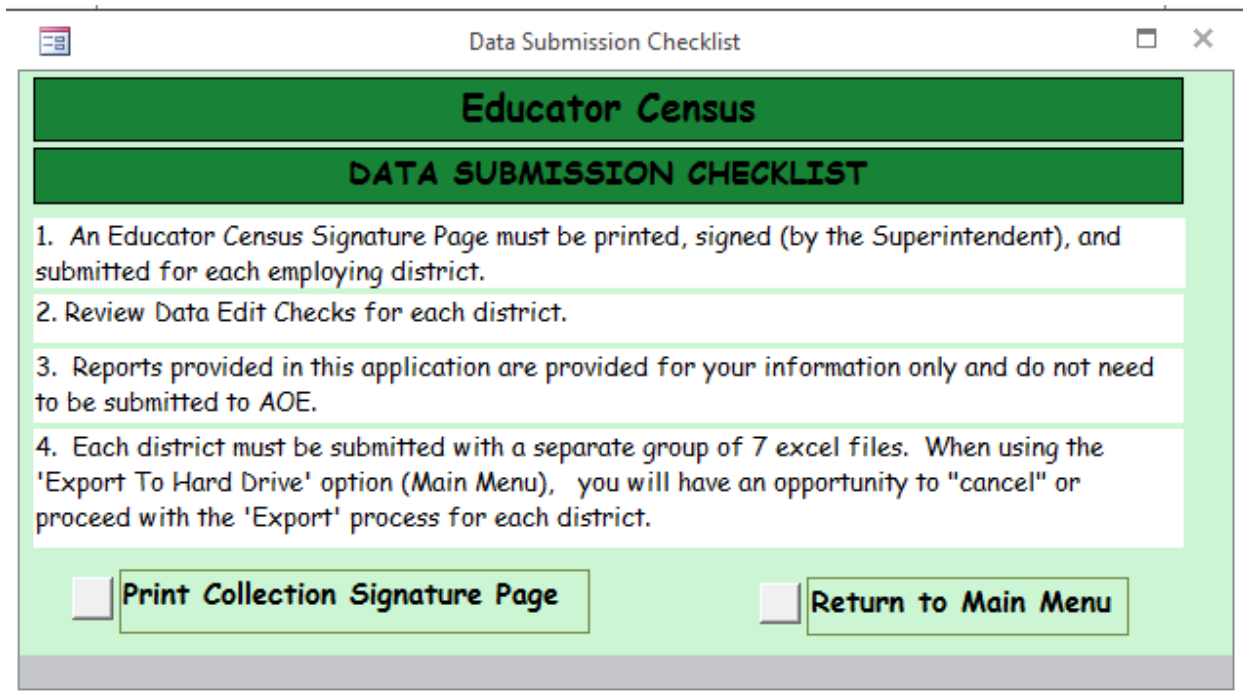 Data Submission Checklist
Educator Census
DATA SUBMISSION CHECKLIST
1.  An Educator Census Signature Page must be printed, signed (by the Superintendent), and
submitted for each employing district.
2. Review Data Edit Checks for each district.
3.  Reports provided in this application are provided for your information only and do not need
to be submitted to AOE.
4.  Each district must be submitted with a separate group of 7 excel files.  When using the
'Export To Hard Drive' option (Main Menu),   you will have an opportunity to "cancel" or
proceed with the 'Export' process for each district.
Print Collection Signature Page
Return to Main Menu